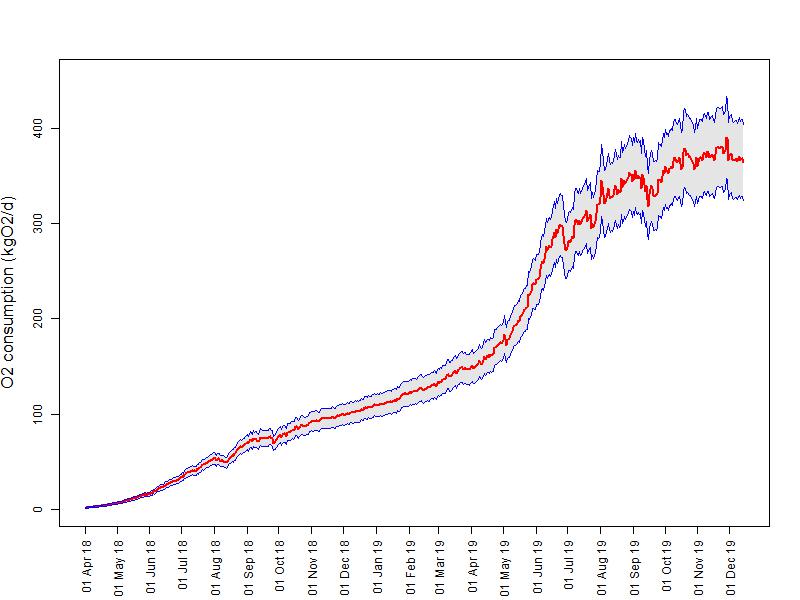 O2 consumption (kgO2/d)
400
300
200
100
0
01 Apr 18
01 May 18
01 Jun 18
01 Jul 18
01 Aug 18
01 Sep 18
01 Oct 18
01 Nov 18
01 Dec 18
01 Jan 19
01 Feb 19
01 Mar 19
01 Apr 19
01 May 19
01 Jun 19
01 Jul 19
01 Aug 19
01 Sep 19
01 Oct 19
01 Nov 19
01 Dec 19